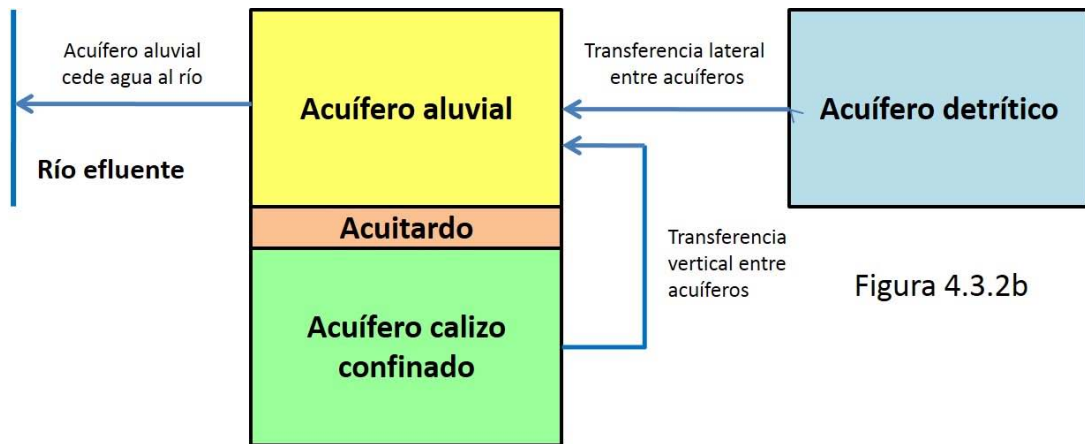 Acuífero aluvial
cede agua al río
Río efluente
Acuífero aluvial
Transferencia lateral
entre acuíferos
Acuífero detrítico
Acuitardo
Transferencia
vertical entre
acuíferos
Acuífero calizo
confinado
Figura 4.3.2b